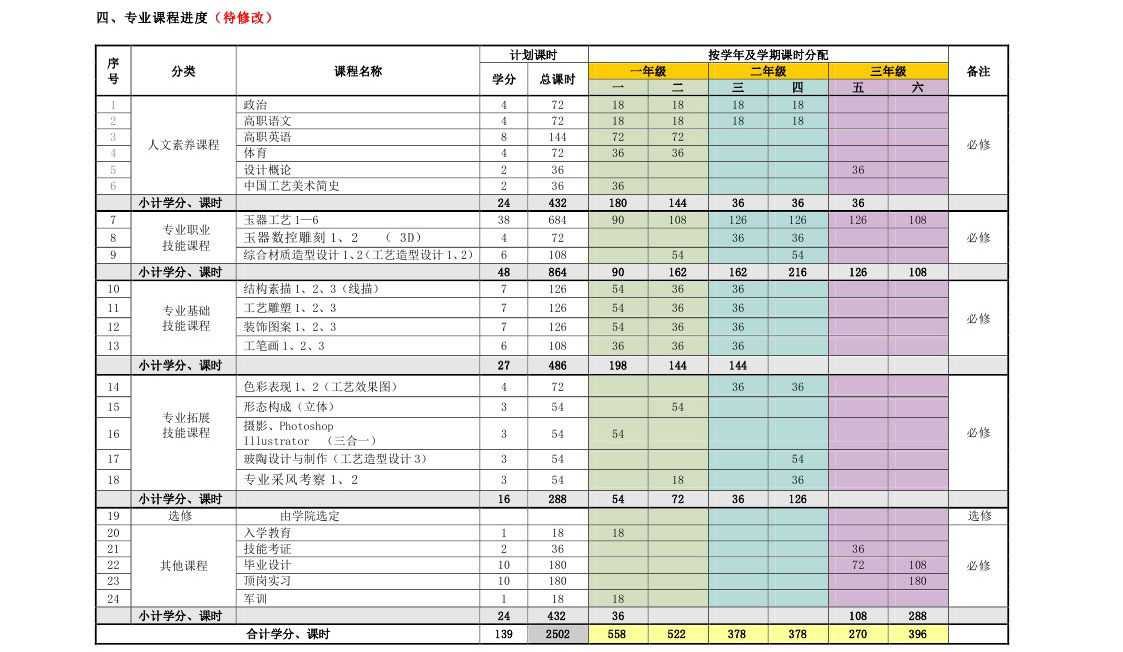 四、专业课程进度（待修改）
序号 分类 课程名称 计划课时 按学年及学期课时分配 备注
学分 总课时 一年级 二年级 三年级
一 二 三 四 五 六
1 人文素养课程 政治 4 72 18 18 18 18 必修
2 高职语文 4 72 18 18 18 18
3 高职英语 8 144 72 72
4 体育 4 72 36 36
5 设计概论 2 36 36
6 中国工艺美术简史 2 36 36
小计学分、课时 24 432 180 144 36 36 36
7 专业职业技能课程 玉器工艺 1—6 38 684 90 108 126 126 126 108 必修
8 玉器数控雕刻 1、2 （ 3D） 4 72 36 36
9 综合材质造型设计 1、2（工艺造型设计 1、2） 6 108 54 54
小计学分、课时 48 864 90 162 162 216 126 108
10 专业基础技能课程 结构素描 1、2、3（线描） 7 126 54 36 36 必修
11 工艺雕塑 1、2、3 7 126 54 36 36
12 装饰图案 1、2、3 7 126 54 36 36
13 工笔画 1、2、3 6 108 36 36 36
小计学分、课时 27 486 198 144 144
14 专业拓展技能课程 色彩表现 1、2（工艺效果图） 4 72 36 36 必修
15 形态构成（立体） 3 54 54
16 摄影、Photoshop
Illustrator （三合一） 3 54 54
17 玻陶设计与制作（工艺造型设计 3） 3 54 54
18 专业采风考察 1、2 3 54 18 36
小计学分、课时 16 288 54 72 36 126
19 选修 由学院选定 选修
20 其他课程 入学教育 1 18 18 必修
21 技能考证 2 36 36
22 毕业设计 10 180 72 108
23 顶岗实习 10 180 180
24 军训 1 18 18
小计学分、课时 24 432 36 108 288
合计学分、课时 139 2502 558 522 378 378 270 396